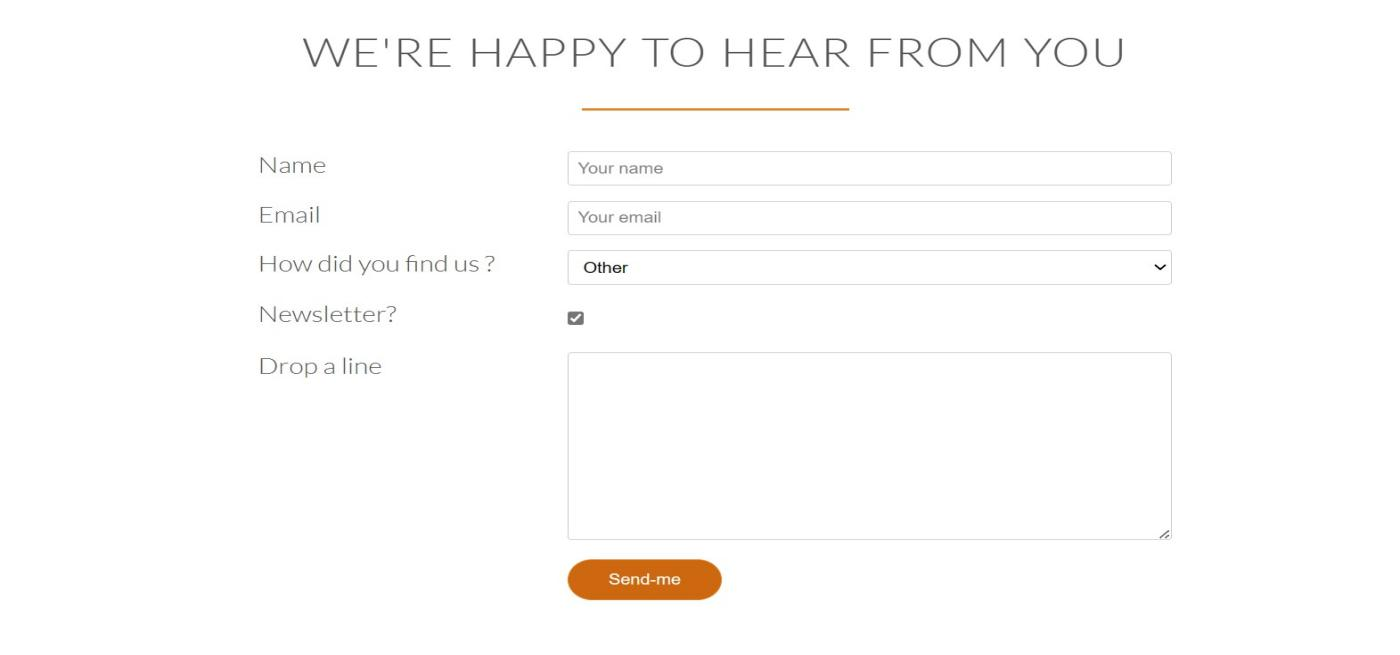 WE'RE HAPPY TO HEAR FROM YOU
Name
Your name
Email
Your email
How did you find us ?
Other
Newsletter?
Drop a line
Send-me